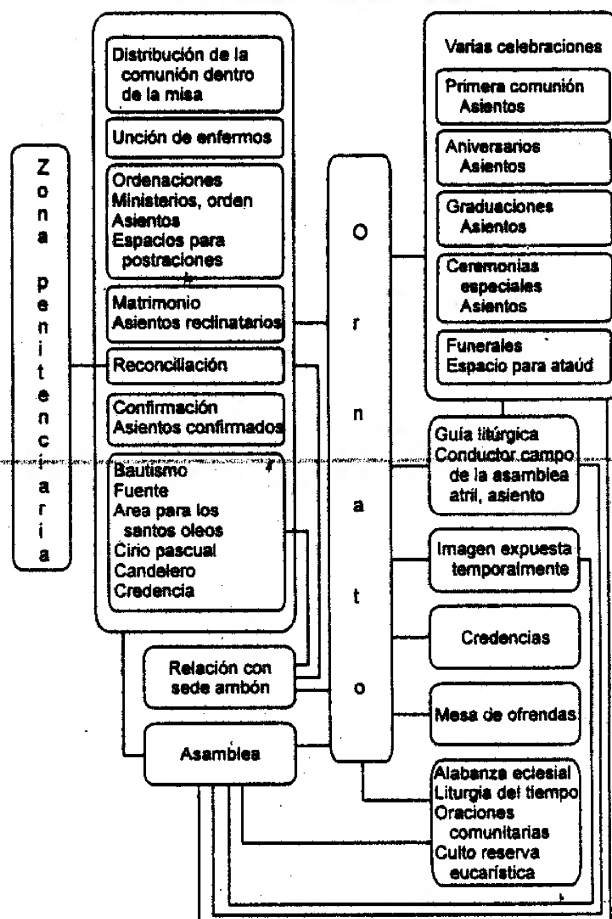 Zona penitenciaria
Distribución de la
comunión dentro
de la misa
Unción de enfermos
Ordenaciones
Ministerios, orden
Asientos
Espacios para
postraciones
Matrimonio
Asientos reclinatarios
Reconciliación
Confirmación
Asientos confirmados
Bautismo
Fuente
Area para los
santos oleos
Cirio pascual
Candelero
Credencia
Relación con
sede ambón
Asamblea
Ornato
Varias celebraciones
Primera comunión
Asientos
Aniversarios
Asientos
Graduaciones
Asientos
Ceremonias
especiales
Asientos
Funerales
Espacio para ataúd
Guía litúrgica
Conductor campo
de la asamblea
atril, asiento
Imagen expuesta
temporalmente
Credencias
Mesa de ofrendas
Alabanza eclesial
Liturgia del tiempo
Oraciones
comunitarias
Culto reserva
eucarística